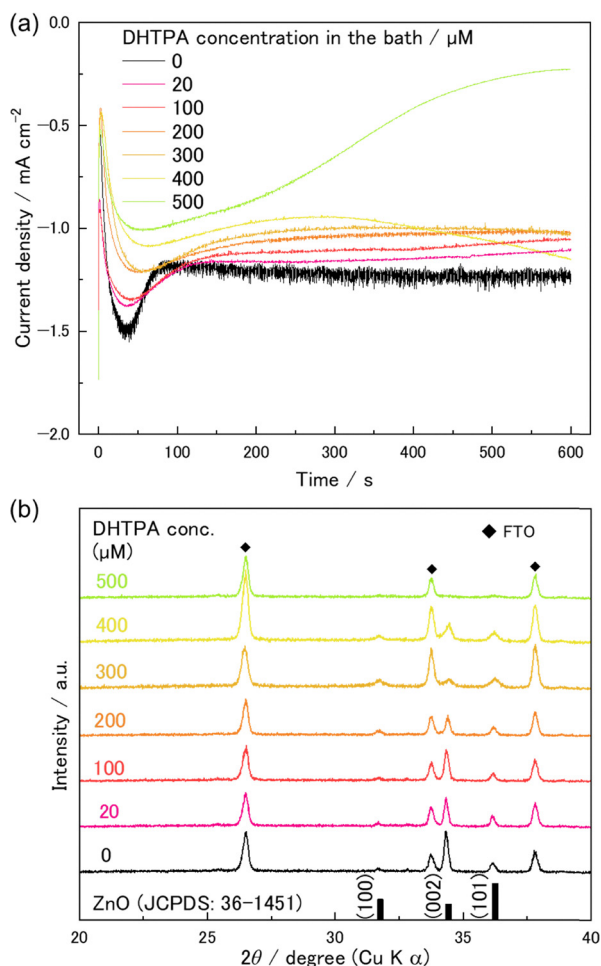 (a)
DHTPA concentration in the bath / μM
0
20
100
200
300
400
500
0.0
−0.5
−1.0
−1.5
−2.0
Current density / mA cm⁻²
0 100 200 300 400 500 600
Time / s
(b)
DHTPA conc.
(μM)
◆ FTO
500
400
300
200
100
20
0
Intensity / a.u.
ZnO (JCPDS: 36-1451)
(100)
(002)
(101)
20 25 30 35 40
2θ / degree (Cu K α)